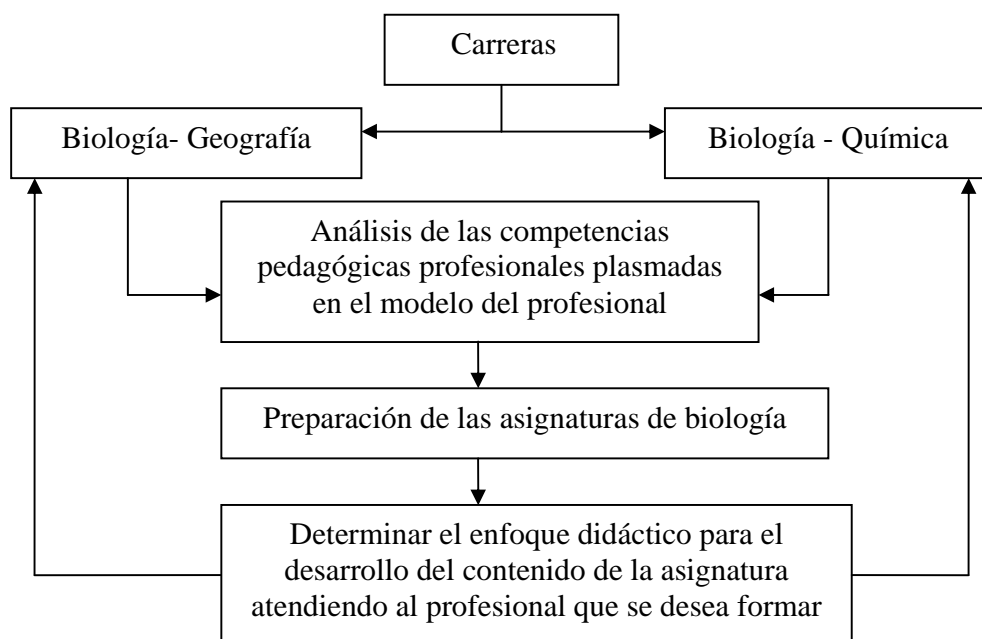 Carreras
Biología- Geografía
Biología - Química
Análisis de las competencias
pedagógicas profesionales plasmadas
en el modelo del profesional
Preparación de las asignaturas de biología
Determinar el enfoque didáctico para el
desarrollo del contenido de la asignatura
atendiendo al profesional que se desea formar